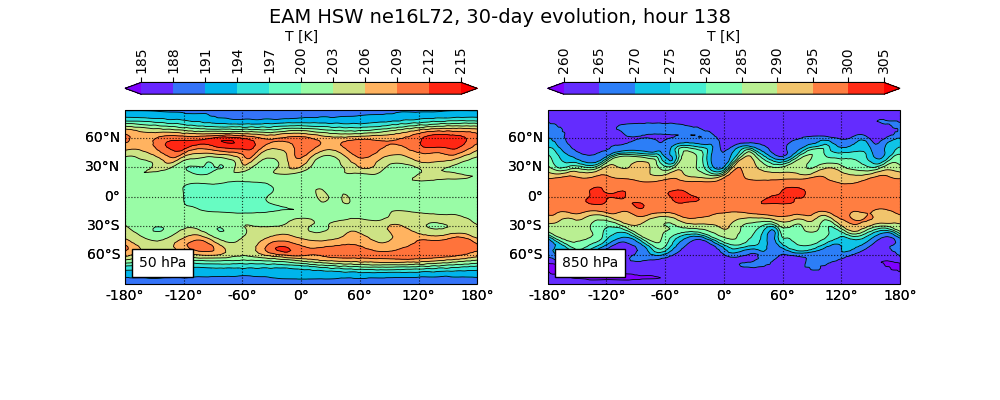 EAM HSW ne16L72, 30-day evolution, hour 138
T [K]
185 188 191 194 197 200 203 206 209 212 215
60°N
30°N
0°
30°S
60°S
50 hPa
-180° -120° -60° 0° 60° 120° 180°
T [K]
260 265 270 275 280 285 290 295 300 305
60°N
30°N
0°
30°S
60°S
850 hPa
-180° -120° -60° 0° 60° 120° 180°